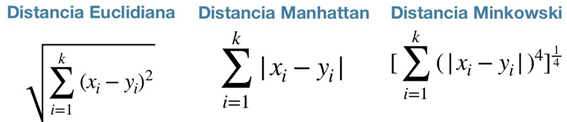 Distancia Euclidiana Distancia Manhattan Distancia Minkowski
√∑_{i=1}^{k} (x_i − y_i)² ∑_{i=1}^{k} |x_i − y_i| [∑_{i=1}^{k} (|x_i − y_i|)⁴]^{1/4}